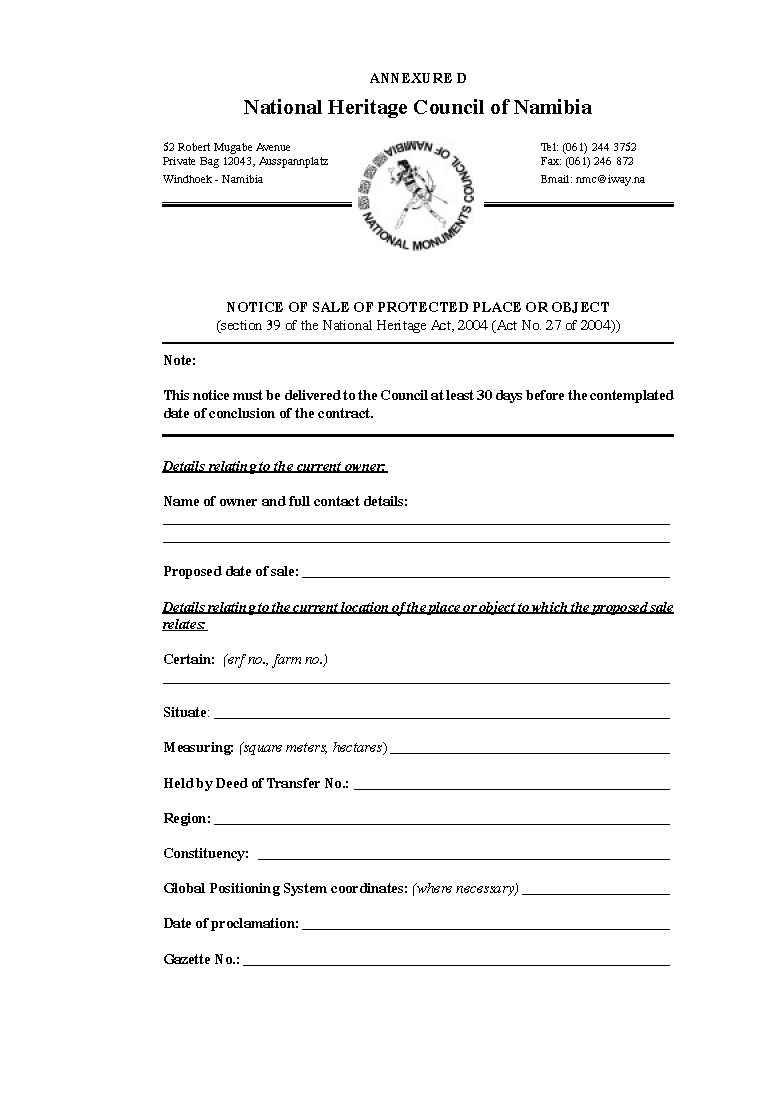 ANNEXURE D
National Heritage Council of Namibia
52 Robert Mugabe Avenue
Private Bag 12043, Ausspannplatz
Windhoek - Namibia
NATIONAL MONUMENTS COUNCIL OF NAMIBIA
Tel: (061) 244 3752
Fax: (061) 246 872
Email: nmc@iway.na
NOTICE OF SALE OF PROTECTED PLACE OR OBJECT
(section 39 of the National Heritage Act, 2004 (Act No. 27 of 2004))
Note:
This notice must be delivered to the Council at least 30 days before the contemplated
date of conclusion of the contract.
Details relating to the current owner:
Name of owner and full contact details:
Proposed date of sale:
Details relating to the current location of the place or object to which the proposed sale
relates:
Certain: (erf no., farm no.)
Situate:
Measuring: (square meters, hectares)
Held by Deed of Transfer No.:
Region:
Constituency:
Global Positioning System coordinates: (where necessary)
Date of proclamation:
Gazette No.: